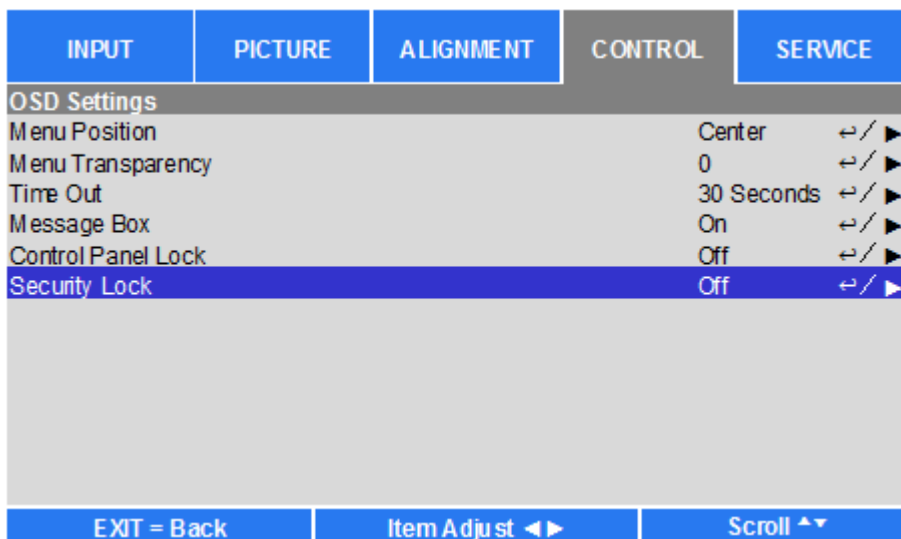 INPUT PICTURE ALIGNMENT CONTROL SERVICE
OSD Settings
Menu Position Center ↵/ ▶
Menu Transparency 0 ↵/ ▶
Time Out 30 Seconds ↵/ ▶
Message Box On ↵/ ▶
Control Panel Lock Off ↵/ ▶
Security Lock Off ↵/ ▶
EXIT = Back Item Adjust ◀▶ Scroll ▲▼